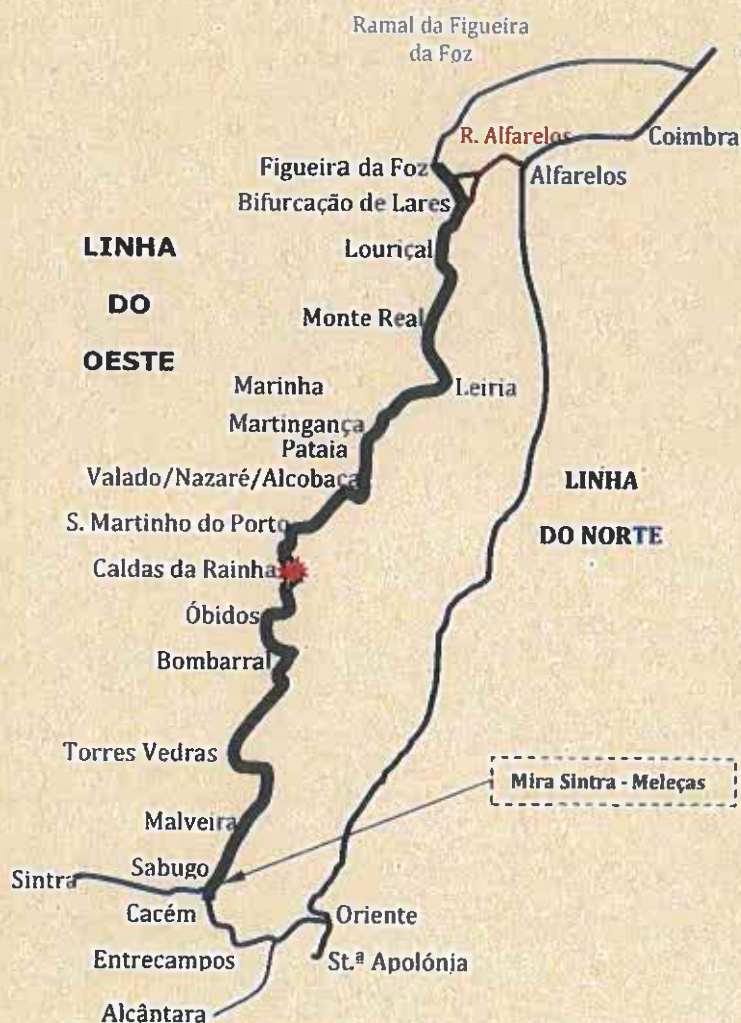 Ramal da Figueira
da Foz
R. Alfarelos
Coimbra
Figueira da Foz
Alfarelos
Bifurcação de Lares
LINHA
DO
OESTE
Louriçal
Monte Real
Marinha
Leiria
Martingança
Pataia
Valado/Nazaré/Alcobaça
LINHA
DO NORTE
S. Martinho do Porto
Caldas da Rainha
Óbidos
Bombarral
Torres Vedras
Mira Sintra - Meleças
Malveira
Sabugo
Sintra
Cacém
Oriente
Entrecampos
St.ª Apolónia
Alcântara